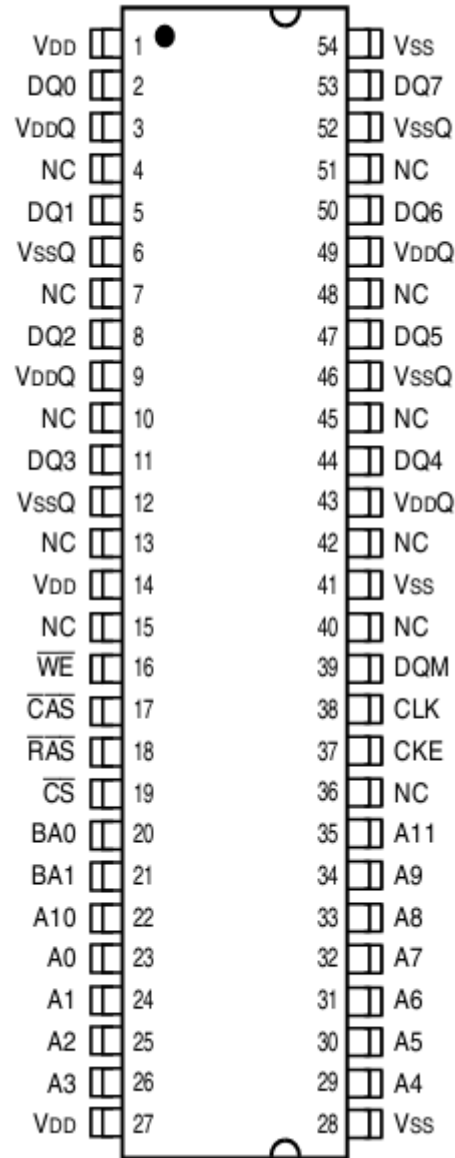 VDD 1 54 VSS
DQ0 2 53 DQ7
VDDQ 3 52 VSSQ
NC 4 51 NC
DQ1 5 50 DQ6
VSSQ 6 49 VDDQ
NC 7 48 NC
DQ2 8 47 DQ5
VDDQ 9 46 VSSQ
NC 10 45 NC
DQ3 11 44 DQ4
VSSQ 12 43 VDDQ
NC 13 42 NC
VDD 14 41 VSS
NC 15 40 NC
W̅E̅ 16 39 DQM
C̅A̅S̅ 17 38 CLK
R̅A̅S̅ 18 37 CKE
C̅S̅ 19 36 NC
BA0 20 35 A11
BA1 21 34 A9
A10 22 33 A8
A0 23 32 A7
A1 24 31 A6
A2 25 30 A5
A3 26 29 A4
VDD 27 28 VSS